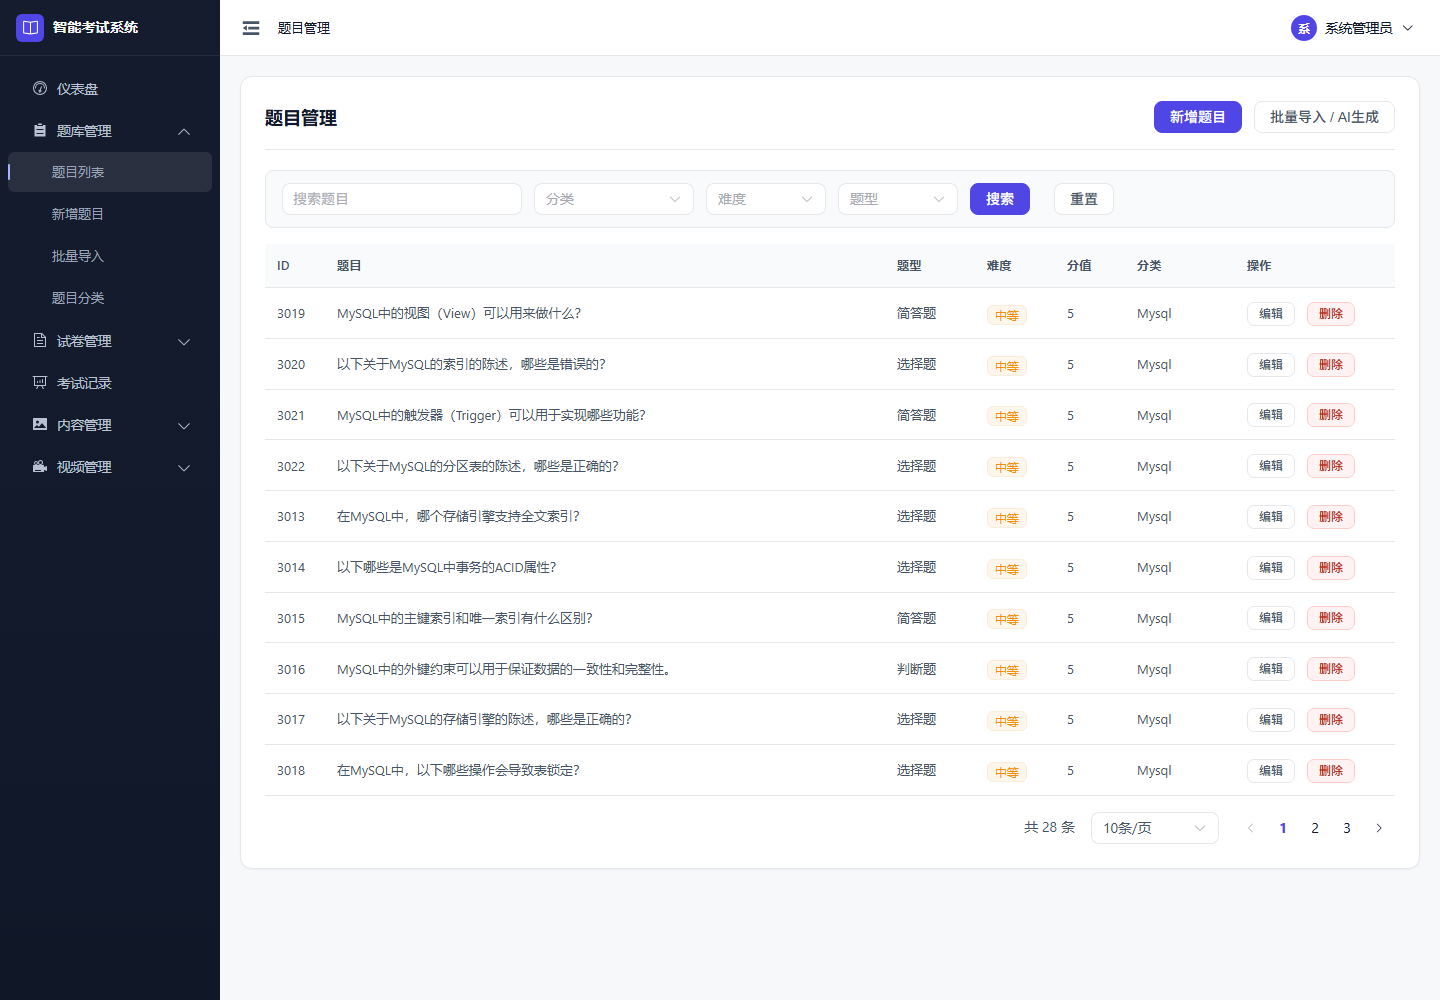 智能考试系统
题目管理
系
系统管理员
仪表盘
题库管理
题目列表
新增题目
批量导入
题目分类
试卷管理
考试记录
内容管理
视频管理
题目管理
新增题目
批量导入 / AI生成
搜索题目
分类
难度
题型
搜索
重置
ID 题目 题型 难度 分值 分类 操作
3019 MySQL中的视图（View）可以用来做什么？ 简答题 中等 5 Mysql 编辑 删除
3020 以下关于MySQL的索引的陈述，哪些是错误的？ 选择题 中等 5 Mysql 编辑 删除
3021 MySQL中的触发器（Trigger）可以用于实现哪些功能？ 简答题 中等 5 Mysql 编辑 删除
3022 以下关于MySQL的分区表的陈述，哪些是正确的？ 选择题 中等 5 Mysql 编辑 删除
3013 在MySQL中，哪个存储引擎支持全文索引？ 选择题 中等 5 Mysql 编辑 删除
3014 以下哪些是MySQL中事务的ACID属性？ 选择题 中等 5 Mysql 编辑 删除
3015 MySQL中的主键索引和唯一索引有什么区别？ 简答题 中等 5 Mysql 编辑 删除
3016 MySQL中的外键约束可以用于保证数据的一致性和完整性。 判断题 中等 5 Mysql 编辑 删除
3017 以下关于MySQL的存储引擎的陈述，哪些是正确的？ 选择题 中等 5 Mysql 编辑 删除
3018 在MySQL中，以下哪些操作会导致表锁定？ 选择题 中等 5 Mysql 编辑 删除
共 28 条 10条/页 1 2 3